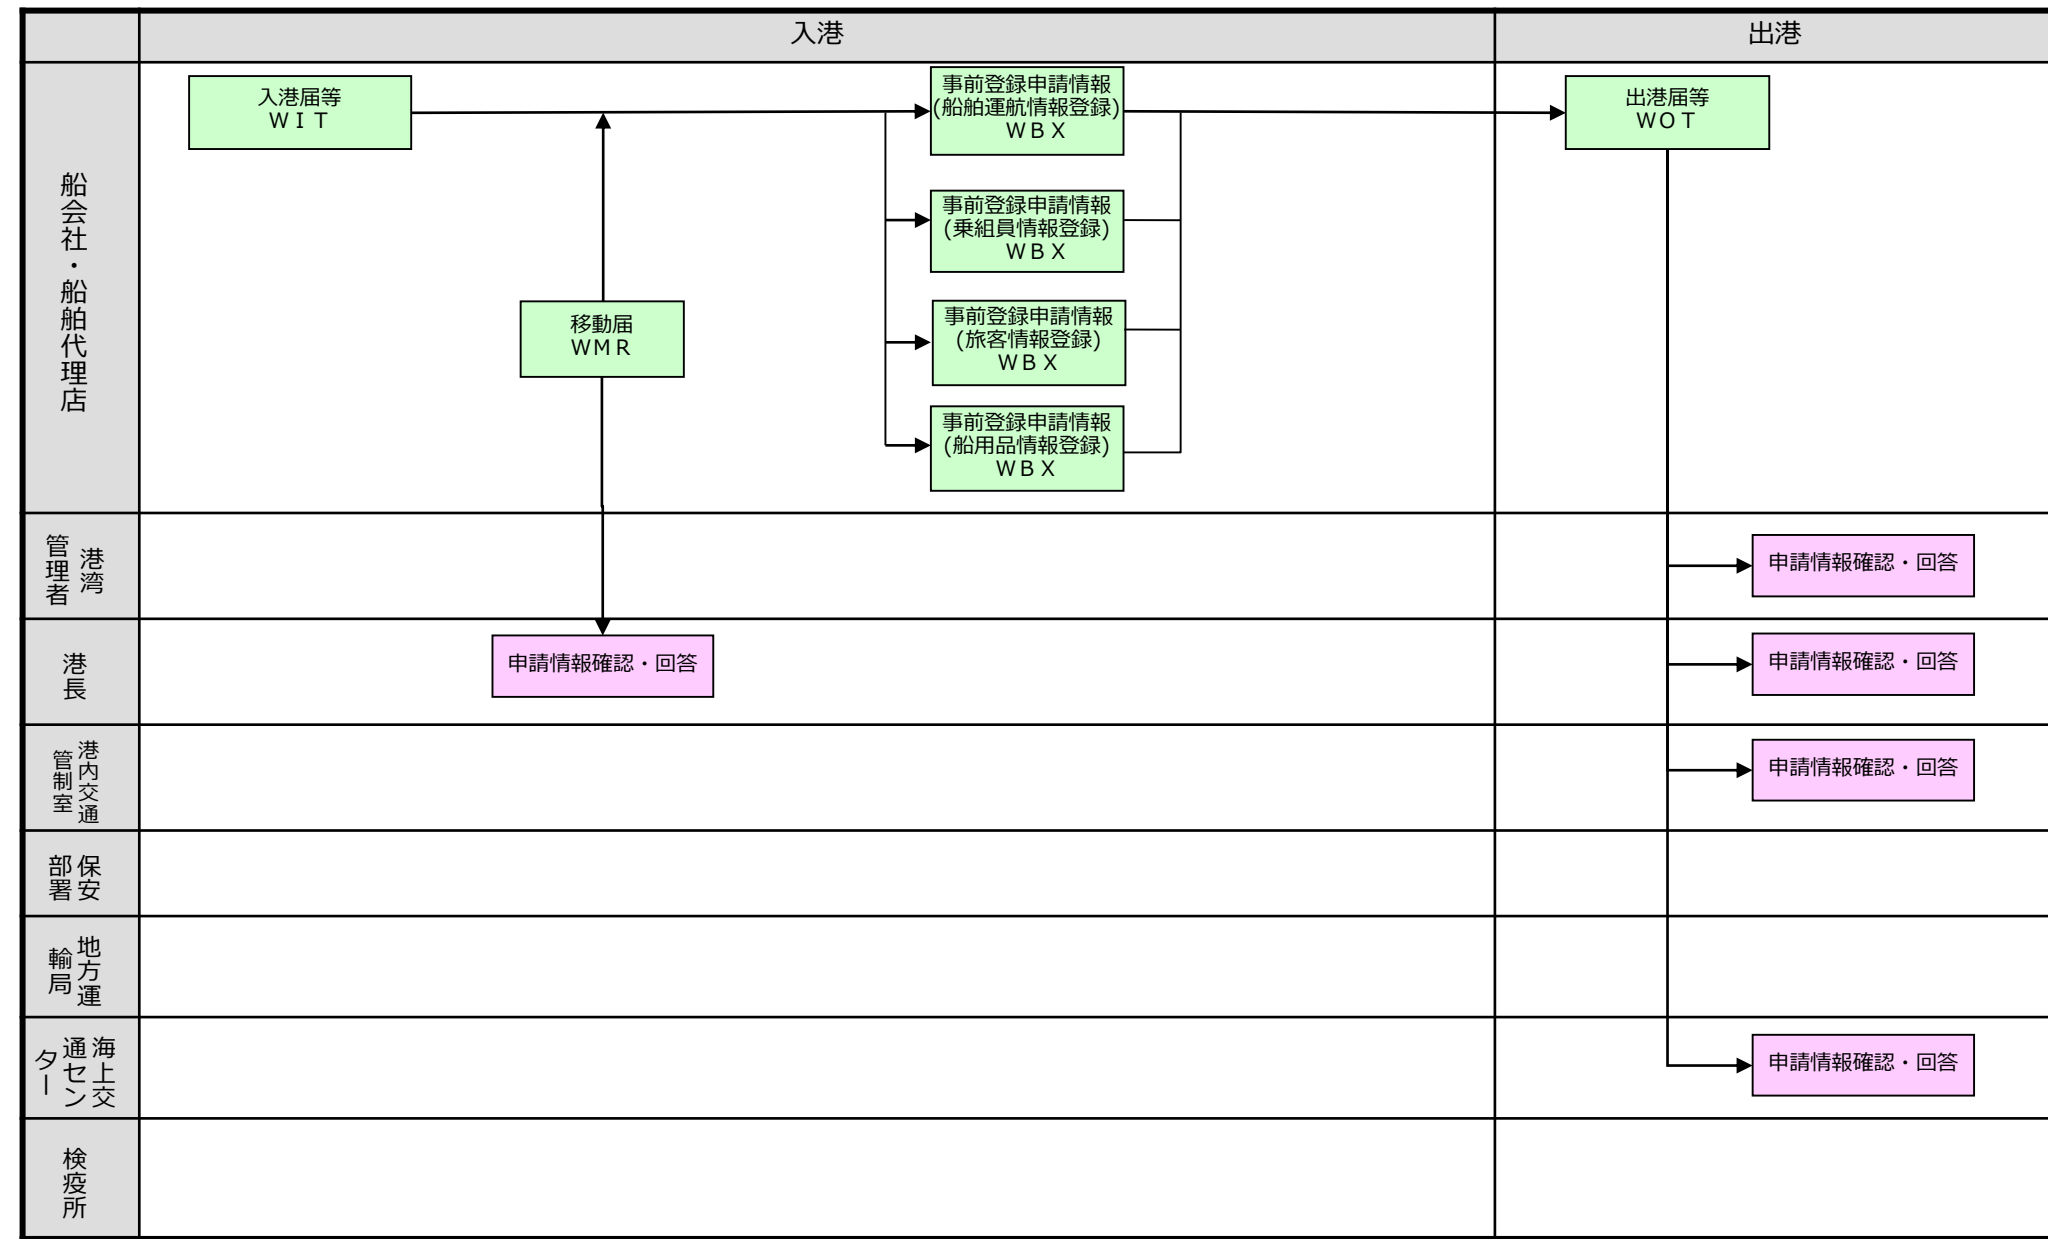 入港
出港
船会社・船舶代理店
入港届等
ＷＩＴ
移動届
ＷＭＲ
事前登録申請情報
(船舶運航情報登録)
ＷＢＸ
事前登録申請情報
(乗組員情報登録)
ＷＢＸ
事前登録申請情報
(旅客情報登録)
ＷＢＸ
事前登録申請情報
(船用品情報登録)
ＷＢＸ
出港届等
ＷＯＴ
港湾
管理者
申請情報確認・回答
港長
申請情報確認・回答
申請情報確認・回答
港内交通
管制室
申請情報確認・回答
保安
部署
地方運
輸局
海上交
通セン
ター
申請情報確認・回答
検疫所